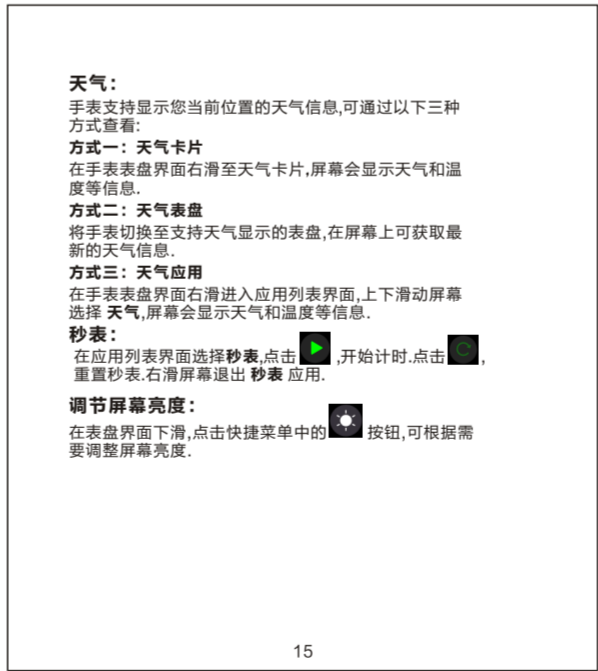 天气：
手表支持显示您当前位置的天气信息,可通过以下三种
方式查看:
方式一：天气卡片
在手表表盘界面右滑至天气卡片,屏幕会显示天气和温
度等信息.
方式二：天气表盘
将手表切换至支持天气显示的表盘,在屏幕上可获取最
新的天气信息.
方式三：天气应用
在手表表盘界面右滑进入应用列表界面,上下滑动屏幕
选择 天气,屏幕会显示天气和温度等信息.
秒表：
在应用列表界面选择秒表,点击 ,开始计时.点击 ,
重置秒表.右滑屏幕退出 秒表 应用.
调节屏幕亮度：
在表盘界面下滑,点击快捷菜单中的 按钮,可根据需
要调整屏幕亮度.
15